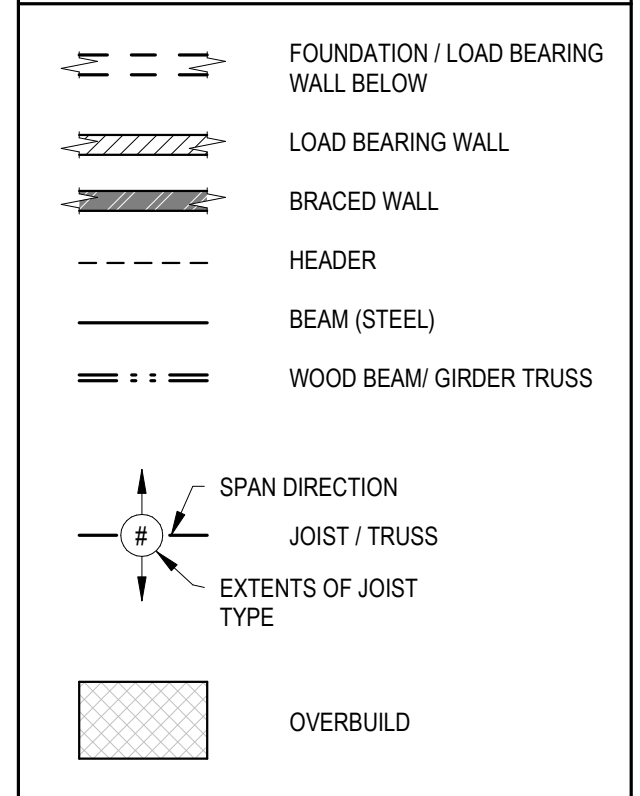 FOUNDATION / LOAD BEARING
WALL BELOW
LOAD BEARING WALL
BRACED WALL
HEADER
BEAM (STEEL)
WOOD BEAM/ GIRDER TRUSS
SPAN DIRECTION
#
JOIST / TRUSS
EXTENTS OF JOIST
TYPE
OVERBUILD